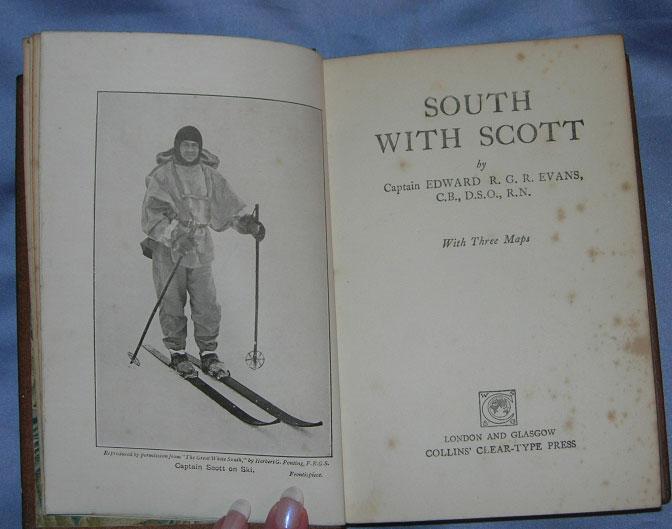 Reproduced by permission from "The Great White South," by Herbert G. Ponting, F.R.G.S.
Captain Scott on Ski.
Frontispiece.
SOUTH
WITH SCOTT
by
Captain EDWARD R. G. R. EVANS,
C.B., D.S.O., R.N.
With Three Maps
LONDON AND GLASGOW
COLLINS' CLEAR-TYPE PRESS